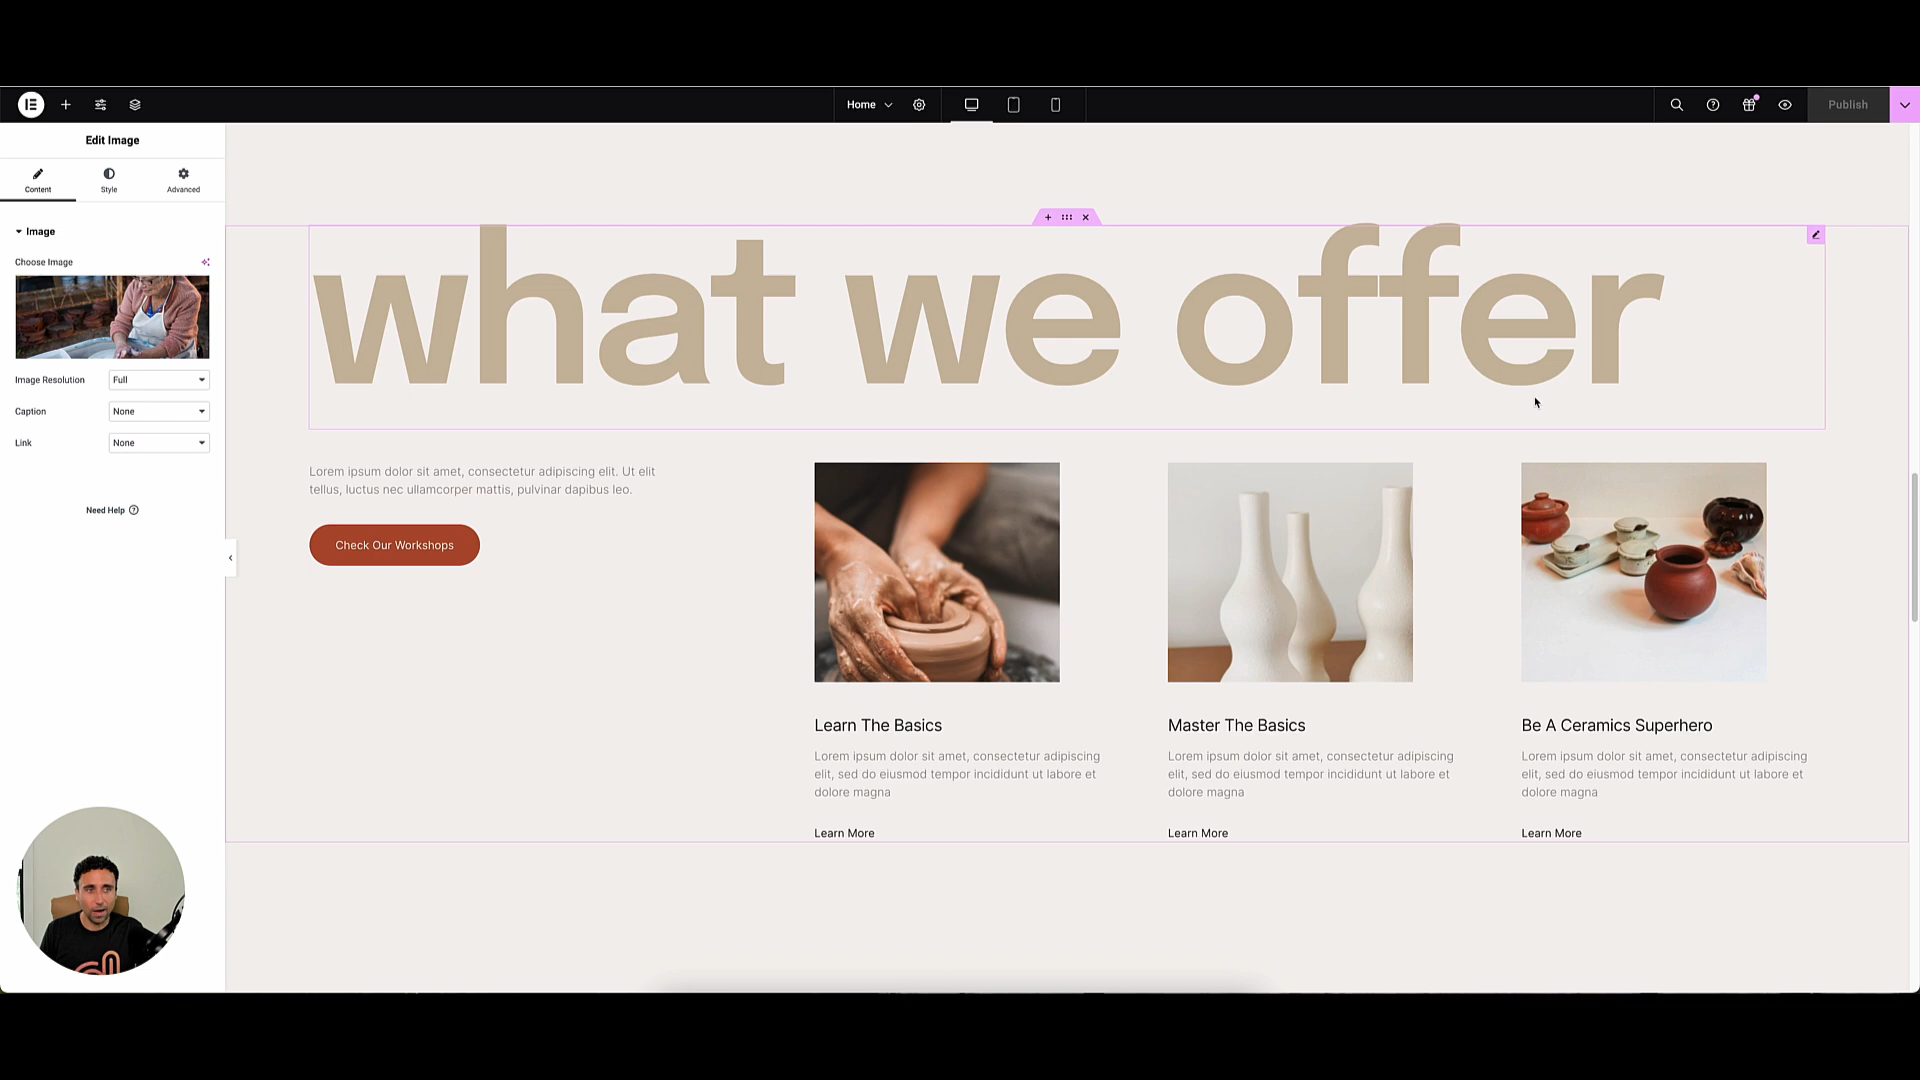 Home
Publish
Edit Image
Content
Style
Advanced
Image
Choose Image
Image Resolution
Full
Caption
None
Link
None
Need Help
what we offer
Lorem ipsum dolor sit amet, consectetur adipiscing elit. Ut elit
tellus, luctus nec ullamcorper mattis, pulvinar dapibus leo.
Check Our Workshops
Learn The Basics
Lorem ipsum dolor sit amet, consectetur adipiscing
elit, sed do eiusmod tempor incididunt ut labore et
dolore magna
Learn More
Master The Basics
Lorem ipsum dolor sit amet, consectetur adipiscing
elit, sed do eiusmod tempor incididunt ut labore et
dolore magna
Learn More
Be A Ceramics Superhero
Lorem ipsum dolor sit amet, consectetur adipiscing
elit, sed do eiusmod tempor incididunt ut labore et
dolore magna
Learn More